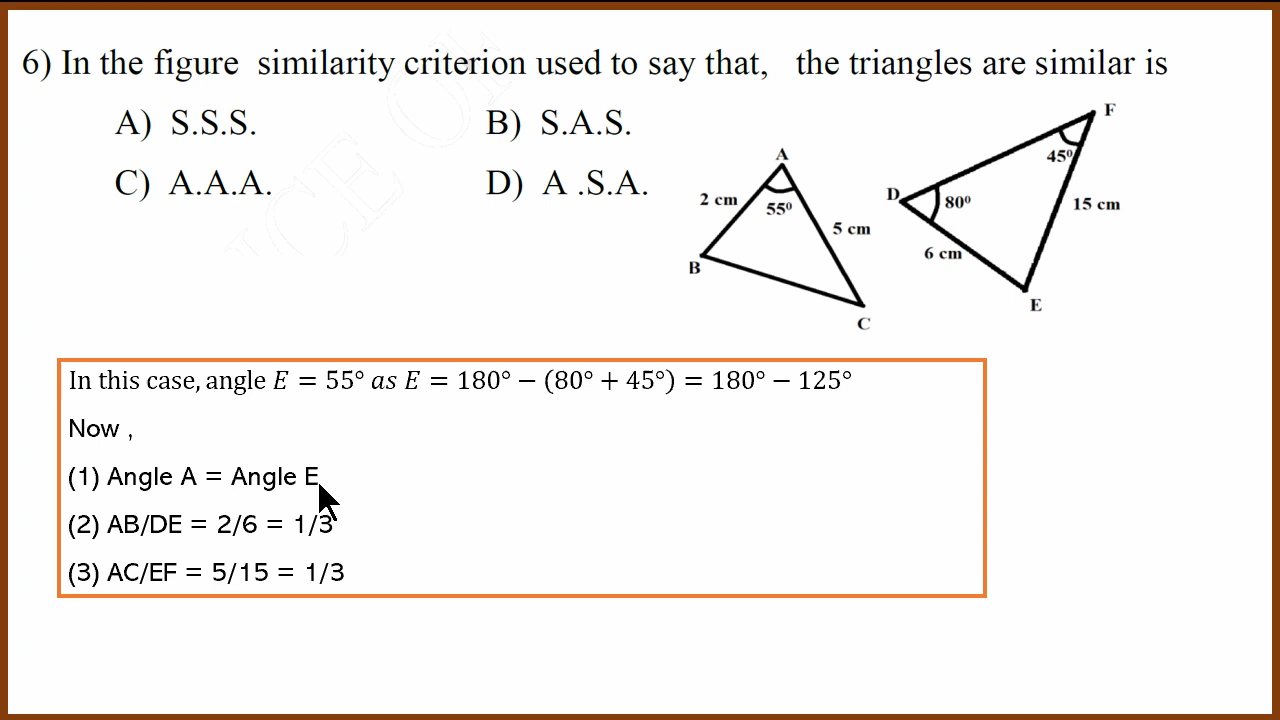 6) In the figure similarity criterion used to say that, the triangles are similar is
A) S.S.S. B) S.A.S.
C) A.A.A. D) A .S.A.
A
2 cm
55⁰
5 cm
B
C
F
45⁰
D
80⁰
15 cm
6 cm
E
In this case, angle E = 55° as E = 180° − (80° + 45°) = 180° − 125°
Now ,
(1) Angle A = Angle E
(2) AB/DE = 2/6 = 1/3
(3) AC/EF = 5/15 = 1/3